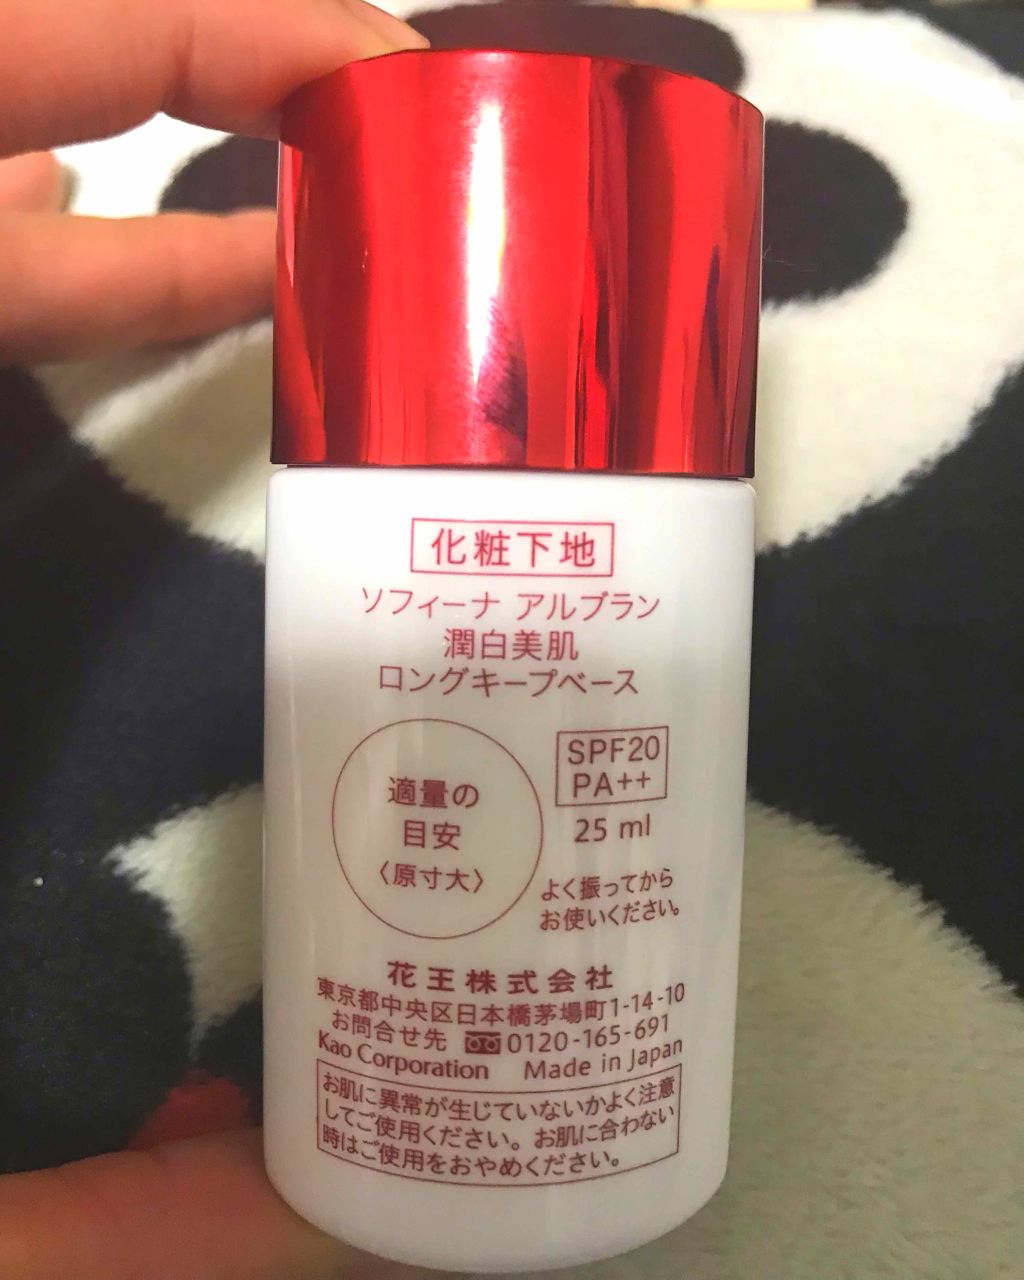 化粧下地
ソフィーナ アルブラン
潤白美肌
ロングキープベース
適量の
目安
〈原寸大〉
SPF20
PA++
25 ml
よく振ってから
お使いください。
花王株式会社
東京都中央区日本橋茅場町1-14-10
お問合せ先 0120-165-691
Kao Corporation Made in Japan
お肌に異常が生じていないかよく注意
してご使用ください。お肌に合わない
時はご使用をおやめください。